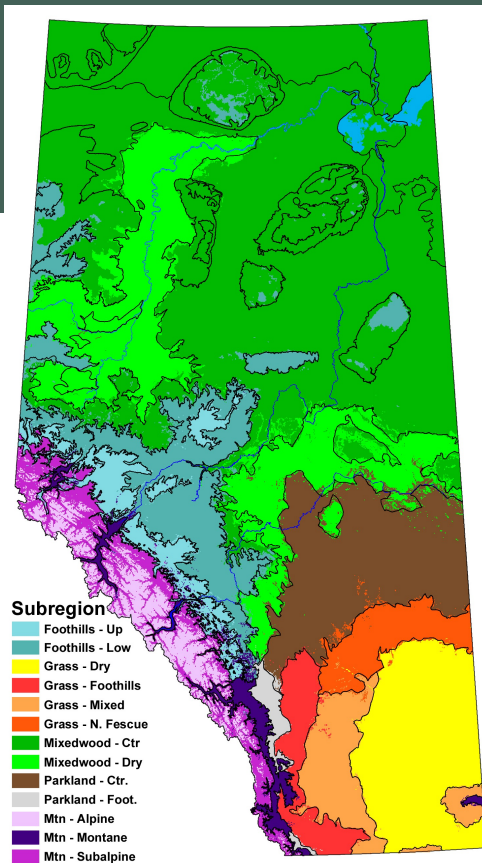 Subregion
Foothills - Up
Foothills - Low
Grass - Dry
Grass - Foothills
Grass - Mixed
Grass - N. Fescue
Mixedwood - Ctr
Mixedwood - Dry
Parkland - Ctr.
Parkland - Foot.
Mtn - Alpine
Mtn - Montane
Mtn - Subalpine